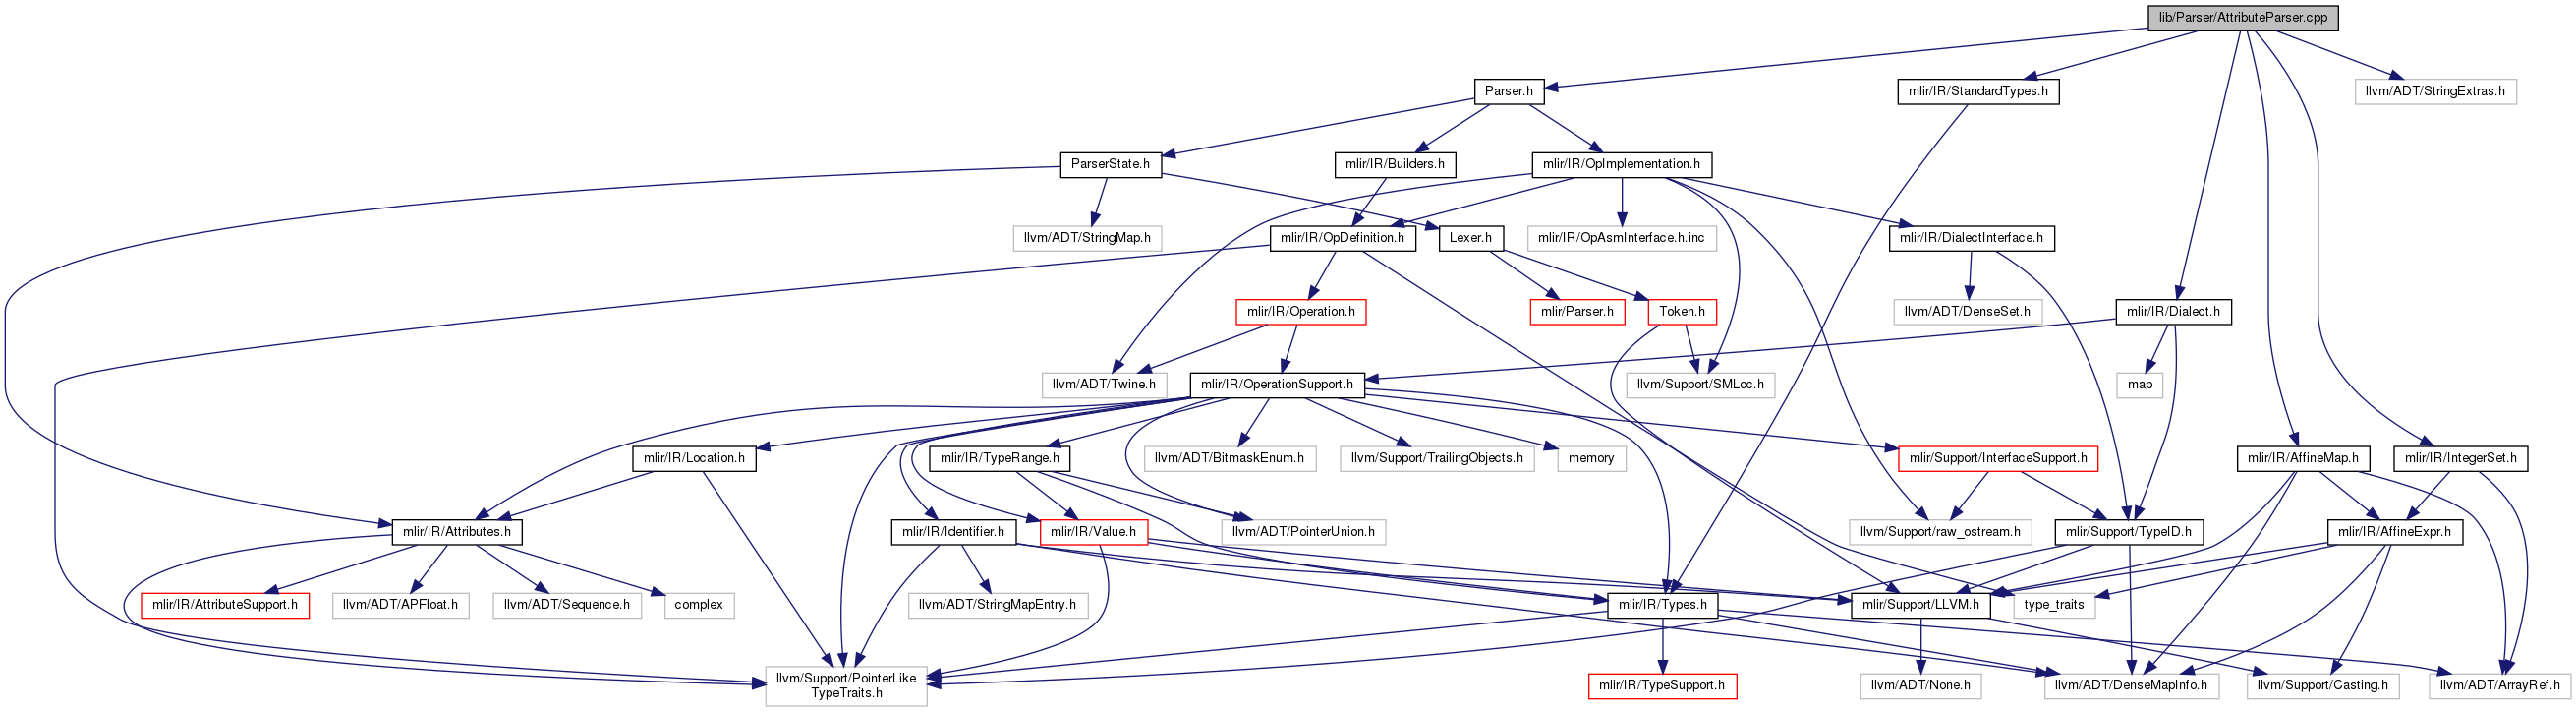 lib/Parser/AttributeParser.cpp
Parser.h
mlir/IR/StandardTypes.h
llvm/ADT/StringExtras.h
ParserState.h
mlir/IR/Builders.h
mlir/IR/OpImplementation.h
llvm/ADT/StringMap.h
mlir/IR/OpDefinition.h
Lexer.h
mlir/IR/OpAsmInterface.h.inc
mlir/IR/DialectInterface.h
mlir/IR/Operation.h
mlir/Parser.h
Token.h
llvm/ADT/DenseSet.h
mlir/IR/Dialect.h
llvm/ADT/Twine.h
mlir/IR/OperationSupport.h
llvm/Support/SMLoc.h
map
mlir/IR/Location.h
mlir/IR/TypeRange.h
llvm/ADT/BitmaskEnum.h
llvm/Support/TrailingObjects.h
memory
mlir/Support/InterfaceSupport.h
mlir/IR/AffineMap.h
mlir/IR/IntegerSet.h
mlir/IR/Attributes.h
mlir/IR/Identifier.h
mlir/IR/Value.h
llvm/ADT/PointerUnion.h
llvm/Support/raw_ostream.h
mlir/Support/TypeID.h
mlir/IR/AffineExpr.h
mlir/IR/AttributeSupport.h
llvm/ADT/APFloat.h
llvm/ADT/Sequence.h
complex
llvm/ADT/StringMapEntry.h
mlir/IR/Types.h
mlir/Support/LLVM.h
type_traits
llvm/Support/PointerLike
TypeTraits.h
mlir/IR/TypeSupport.h
llvm/ADT/None.h
llvm/ADT/DenseMapInfo.h
llvm/Support/Casting.h
llvm/ADT/ArrayRef.h